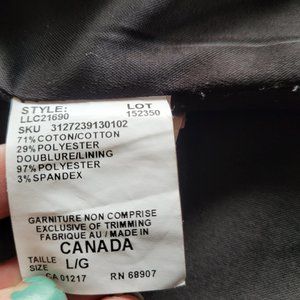 STYLE: LOT
LLC21690 152350
SKU 3127239130102
71% COTON/COTTON
29% POLYESTER
DOUBLURE/LINING
97% POLYESTER
3% SPANDEX
GARNITURE NON COMPRISE
EXCLUSIVE OF TRIMMING
FABRIQUE AU / MADE IN
CANADA
TAILLE
SIZE L/G
CA 01217 RN 68907